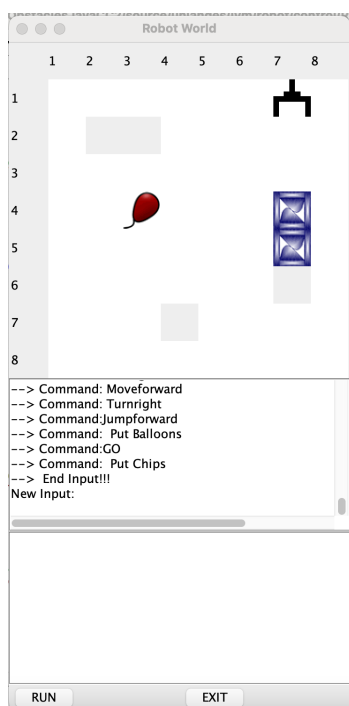 Robot World
1 2 3 4 5 6 7 8
1
2
3
4
5
6
7
8
--> Command: Moveforward
--> Command: Turnright
--> Command:Jumpforward
--> Command:  Put Balloons
--> Command:GO
--> Command:  Put Chips
-->  End Input!!!
New Input:
RUN EXIT